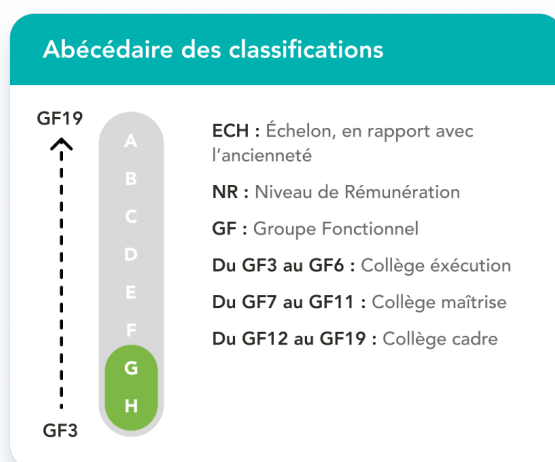 Abécédaire des classifications
GF19
A
B
C
D
E
F
G
H
GF3
ECH : Échelon, en rapport avec
l'ancienneté
NR : Niveau de Rémunération
GF : Groupe Fonctionnel
Du GF3 au GF6 : Collège éxécution
Du GF7 au GF11 : Collège maîtrise
Du GF12 au GF19 : Collège cadre